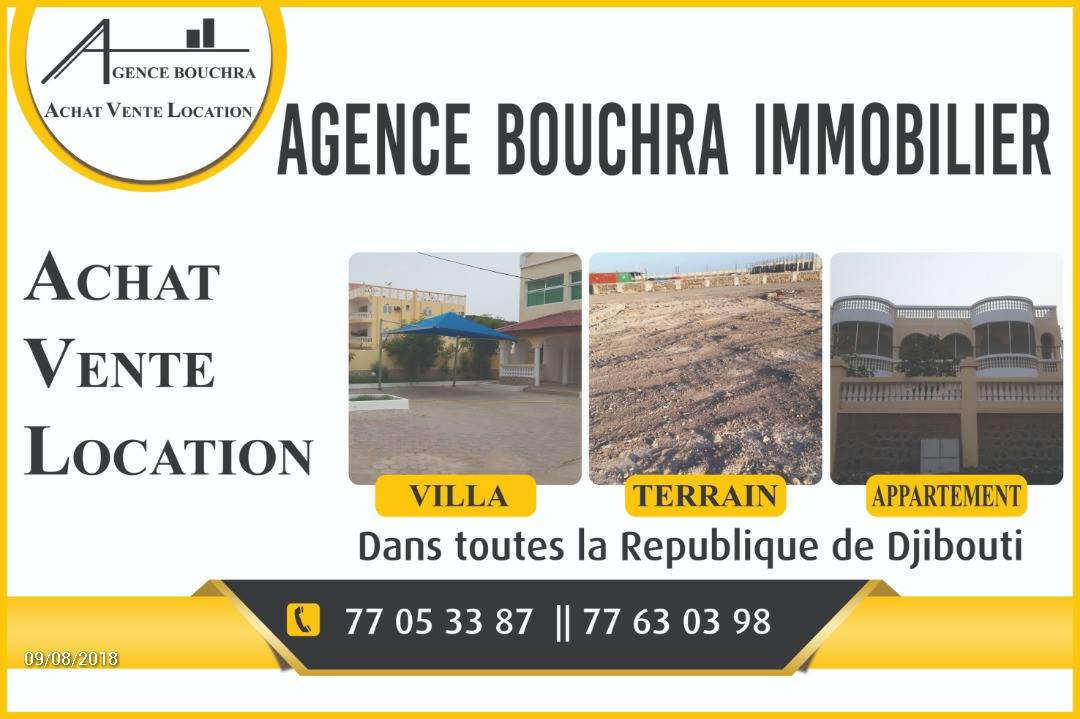 AGENCE BOUCHRA
ACHAT VENTE LOCATION
AGENCE BOUCHRA IMMOBILIER
ACHAT
VENTE
LOCATION
VILLA
TERRAIN
APPARTEMENT
Dans toutes la Republique de Djibouti
77 05 33 87 || 77 63 03 98
09/08/2018